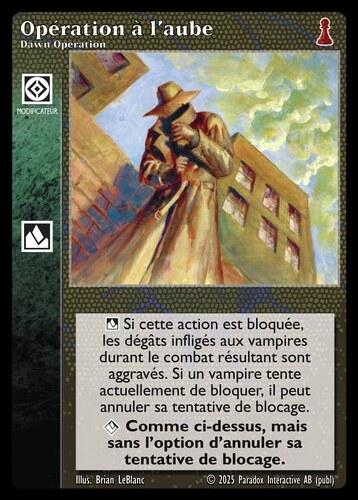 Opération à l'aube
Dawn Operation
MODIFICATEUR
Si cette action est bloquée,
les dégâts infligés aux vampires
durant le combat résultant sont
aggravés. Si un vampire tente
actuellement de bloquer, il peut
annuler sa tentative de blocage.
Comme ci-dessus, mais
sans l'option d'annuler sa
tentative de blocage.
Illus. Brian LeBlanc © 2025 Paradox Interactive AB (publ)